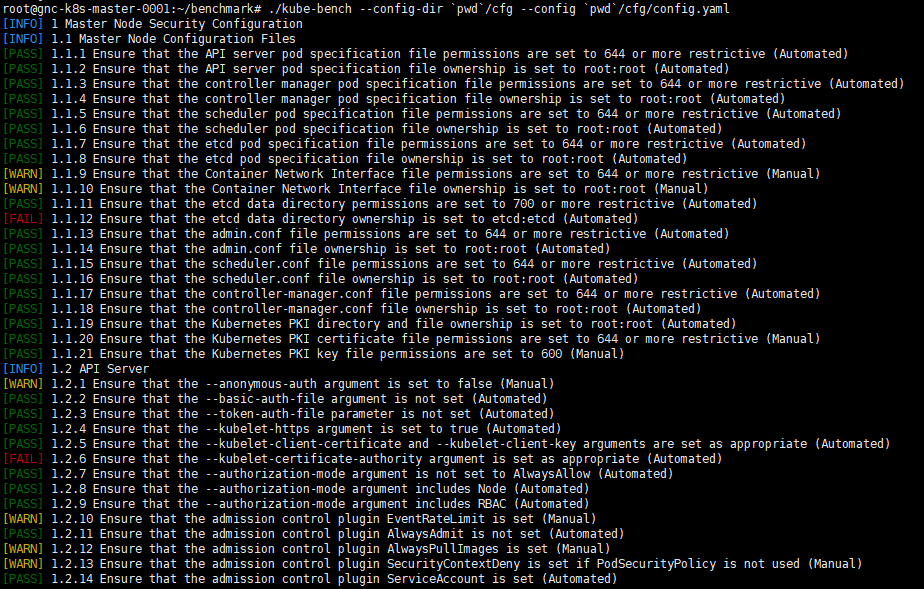 root@gnc-k8s-master-0001:~/benchmark# ./kube-bench --config-dir `pwd`/cfg --config `pwd`/cfg/config.yaml
[INFO] 1 Master Node Security Configuration
[INFO] 1.1 Master Node Configuration Files
[PASS] 1.1.1 Ensure that the API server pod specification file permissions are set to 644 or more restrictive (Automated)
[PASS] 1.1.2 Ensure that the API server pod specification file ownership is set to root:root (Automated)
[PASS] 1.1.3 Ensure that the controller manager pod specification file permissions are set to 644 or more restrictive (Automated)
[PASS] 1.1.4 Ensure that the controller manager pod specification file ownership is set to root:root (Automated)
[PASS] 1.1.5 Ensure that the scheduler pod specification file permissions are set to 644 or more restrictive (Automated)
[PASS] 1.1.6 Ensure that the scheduler pod specification file ownership is set to root:root (Automated)
[PASS] 1.1.7 Ensure that the etcd pod specification file permissions are set to 644 or more restrictive (Automated)
[PASS] 1.1.8 Ensure that the etcd pod specification file ownership is set to root:root (Automated)
[WARN] 1.1.9 Ensure that the Container Network Interface file permissions are set to 644 or more restrictive (Manual)
[WARN] 1.1.10 Ensure that the Container Network Interface file ownership is set to root:root (Manual)
[PASS] 1.1.11 Ensure that the etcd data directory permissions are set to 700 or more restrictive (Automated)
[FAIL] 1.1.12 Ensure that the etcd data directory ownership is set to etcd:etcd (Automated)
[PASS] 1.1.13 Ensure that the admin.conf file permissions are set to 644 or more restrictive (Automated)
[PASS] 1.1.14 Ensure that the admin.conf file ownership is set to root:root (Automated)
[PASS] 1.1.15 Ensure that the scheduler.conf file permissions are set to 644 or more restrictive (Automated)
[PASS] 1.1.16 Ensure that the scheduler.conf file ownership is set to root:root (Automated)
[PASS] 1.1.17 Ensure that the controller-manager.conf file permissions are set to 644 or more restrictive (Automated)
[PASS] 1.1.18 Ensure that the controller-manager.conf file ownership is set to root:root (Automated)
[PASS] 1.1.19 Ensure that the Kubernetes PKI directory and file ownership is set to root:root (Automated)
[PASS] 1.1.20 Ensure that the Kubernetes PKI certificate file permissions are set to 644 or more restrictive (Manual)
[PASS] 1.1.21 Ensure that the Kubernetes PKI key file permissions are set to 600 (Manual)
[INFO] 1.2 API Server
[WARN] 1.2.1 Ensure that the --anonymous-auth argument is set to false (Manual)
[PASS] 1.2.2 Ensure that the --basic-auth-file argument is not set (Automated)
[PASS] 1.2.3 Ensure that the --token-auth-file parameter is not set (Automated)
[PASS] 1.2.4 Ensure that the --kubelet-https argument is set to true (Automated)
[PASS] 1.2.5 Ensure that the --kubelet-client-certificate and --kubelet-client-key arguments are set as appropriate (Automated)
[FAIL] 1.2.6 Ensure that the --kubelet-certificate-authority argument is set as appropriate (Automated)
[PASS] 1.2.7 Ensure that the --authorization-mode argument is not set to AlwaysAllow (Automated)
[PASS] 1.2.8 Ensure that the --authorization-mode argument includes Node (Automated)
[PASS] 1.2.9 Ensure that the --authorization-mode argument includes RBAC (Automated)
[WARN] 1.2.10 Ensure that the admission control plugin EventRateLimit is set (Manual)
[PASS] 1.2.11 Ensure that the admission control plugin AlwaysAdmit is not set (Automated)
[WARN] 1.2.12 Ensure that the admission control plugin AlwaysPullImages is set (Manual)
[WARN] 1.2.13 Ensure that the admission control plugin SecurityContextDeny is set if PodSecurityPolicy is not used (Manual)
[PASS] 1.2.14 Ensure that the admission control plugin ServiceAccount is set (Automated)